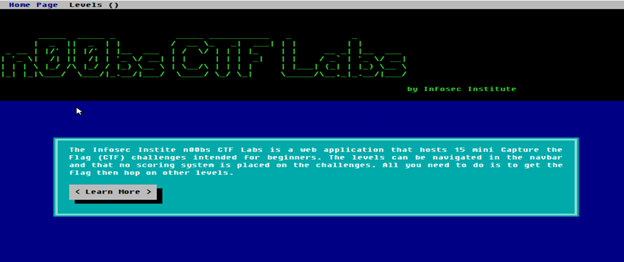 Home Page Levels ()
n00bs CTF Labs
by Infosec Institute
The Infosec Instite n00bs CTF Labs is a web application that hosts 15 mini Capture the
Flag (CTF) challenges intended for beginners. The levels can be navigated in the navbar
and that no scoring system is placed on the challenges. All you need to do is to get the
flag then hop on other levels.
< Learn More >